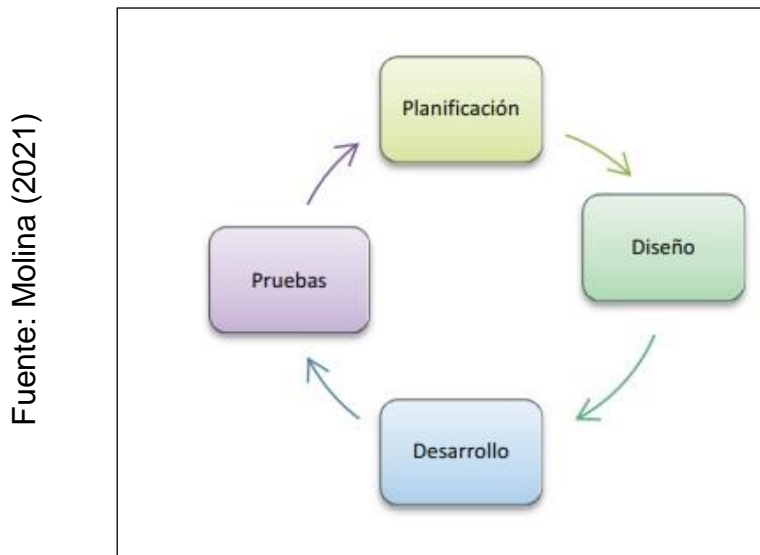 Fuente: Molina (2021)
Planificación
Diseño
Desarrollo
Pruebas